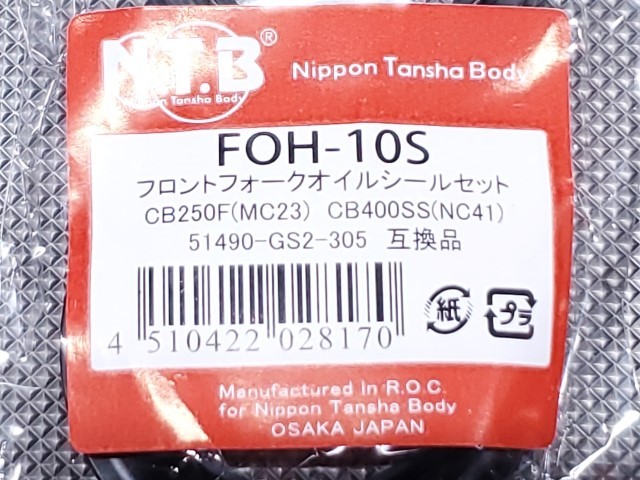 N.T.B®
Nippon Tansha Body
Nippon Tansha Body
FOH-10S
フロントフォークオイルシールセット
CB250F(MC23) CB400SS(NC41)
51490-GS2-305 互換品
紙 プラ
4 510422 028170
Manufactured In R.O.C.
for Nippon Tansha Body
OSAKA JAPAN